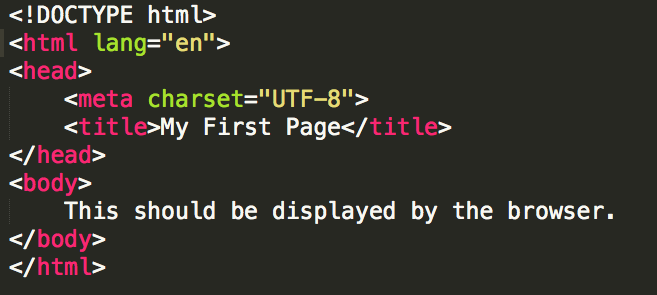 <!DOCTYPE html>
<html lang="en">
<head>
    <meta charset="UTF-8">
    <title>My First Page</title>
</head>
<body>
    This should be displayed by the browser.
</body>
</html>